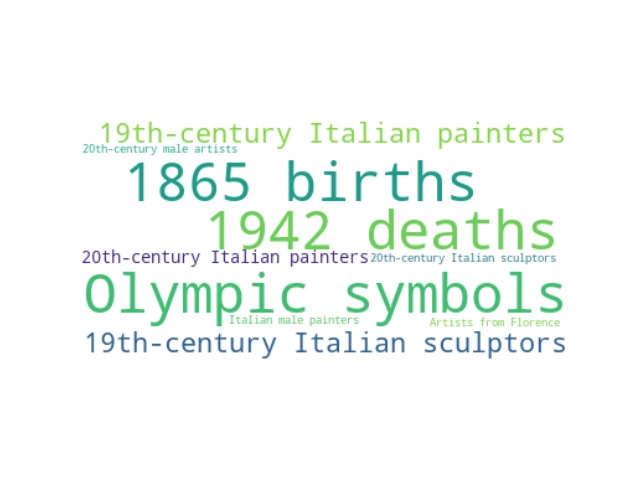 19th-century Italian painters
20th-century male artists
1865 births
1942 deaths
20th-century Italian painters
20th-century Italian sculptors
Olympic symbols
Italian male painters
Artists from Florence
19th-century Italian sculptors